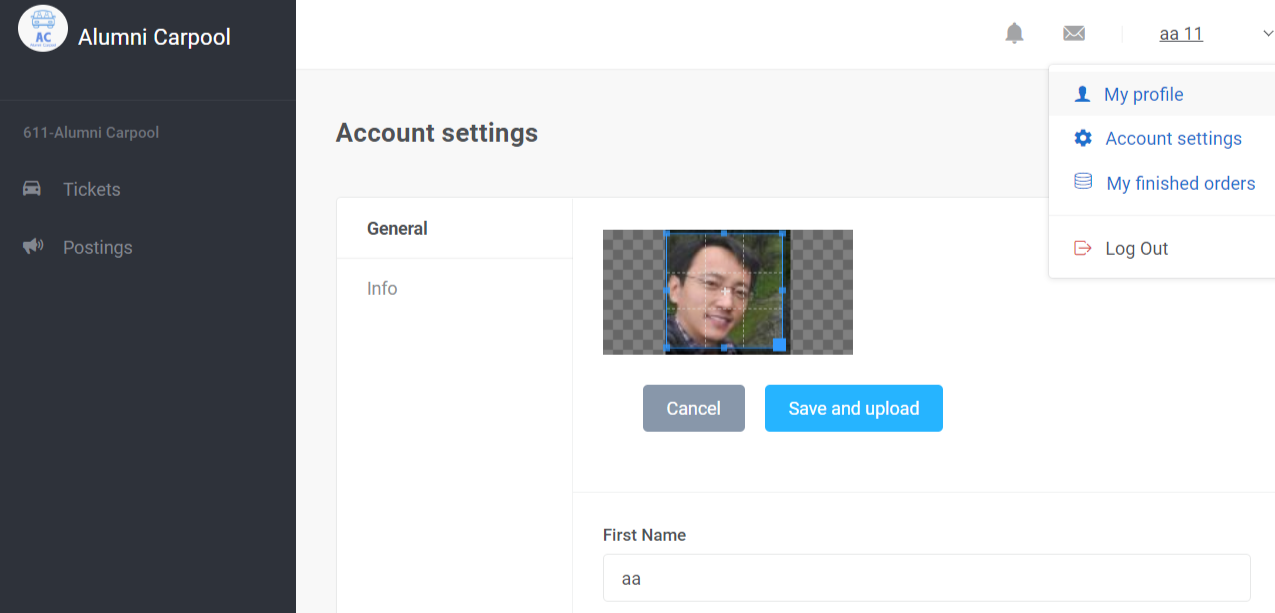 AC
Alumni Carpool
aa 11
611-Alumni Carpool
Tickets
Postings
My profile
Account settings
My finished orders
Log Out
Account settings
General
Info
Cancel
Save and upload
First Name
aa